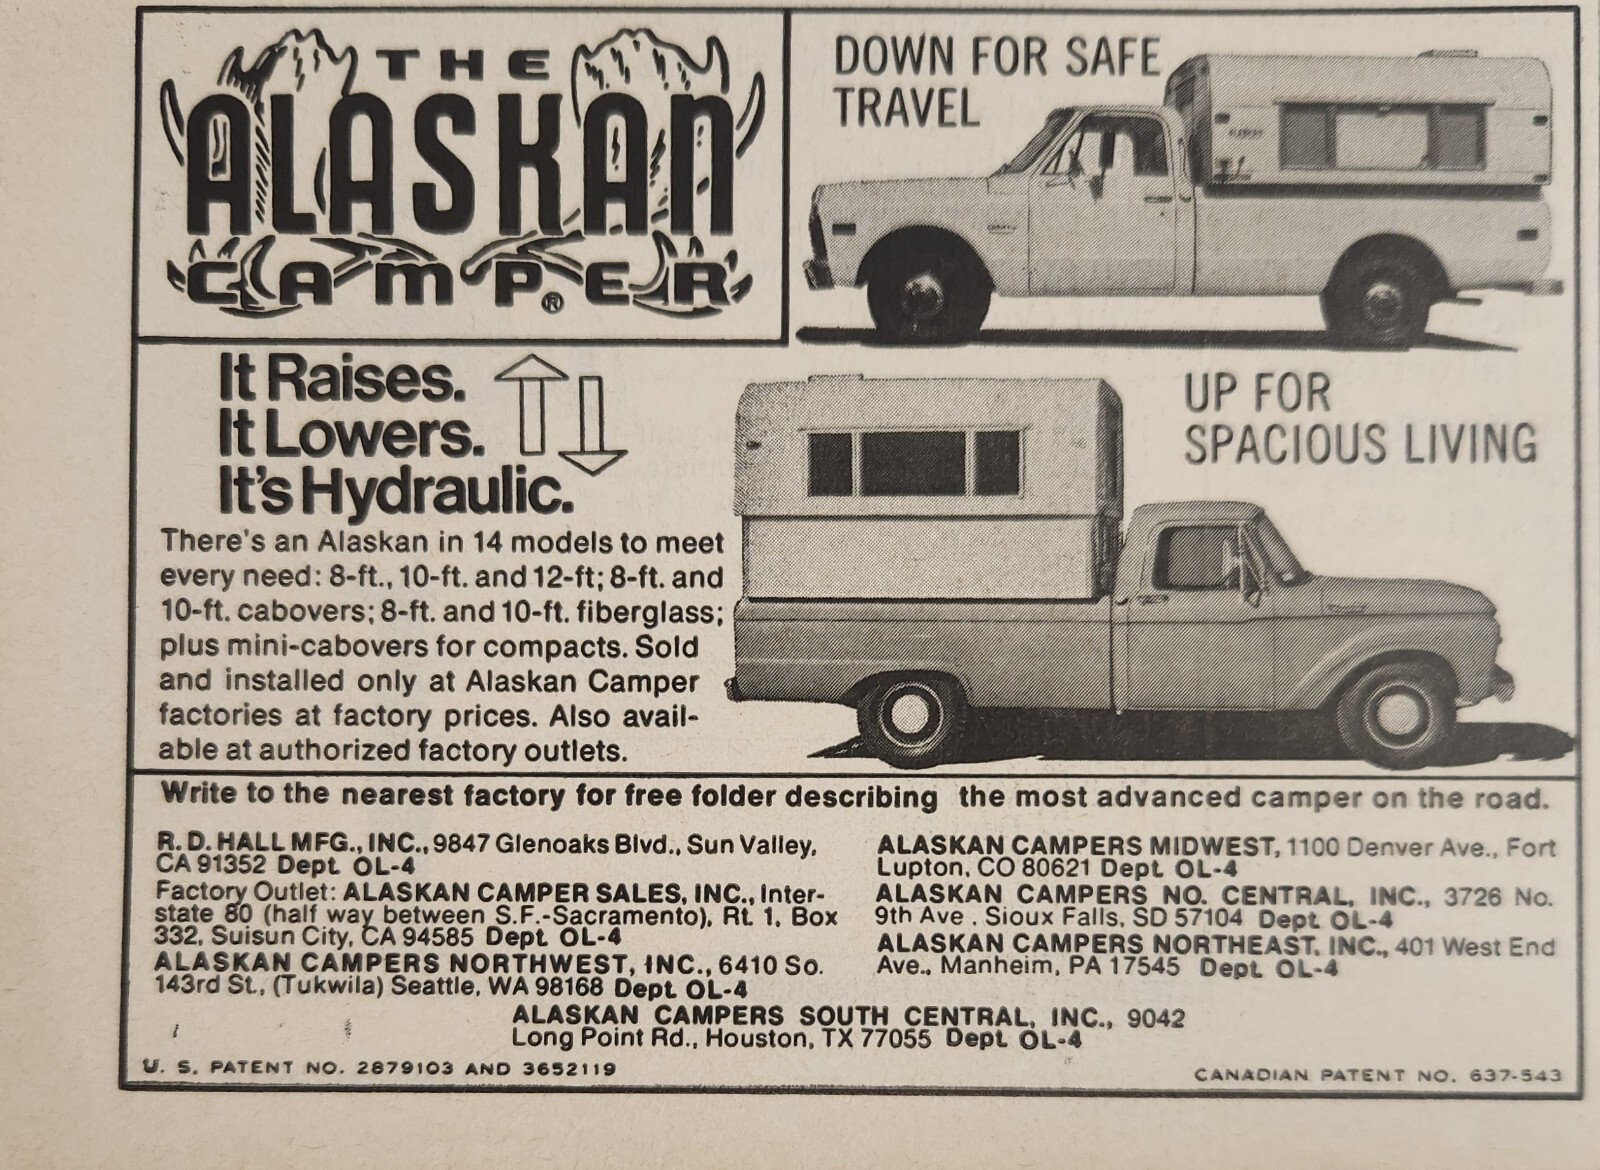 THE
ALASKAN
CAMPER®
DOWN FOR SAFE
TRAVEL
It Raises.
It Lowers.
It's Hydraulic.
UP FOR
SPACIOUS LIVING
There's an Alaskan in 14 models to meet
every need: 8-ft., 10-ft. and 12-ft; 8-ft. and
10-ft. cabovers; 8-ft. and 10-ft. fiberglass;
plus mini-cabovers for compacts. Sold
and installed only at Alaskan Camper
factories at factory prices. Also avail-
able at authorized factory outlets.
Write to the nearest factory for free folder describing the most advanced camper on the road.
R. D. HALL MFG., INC., 9847 Glenoaks Blvd., Sun Valley,
CA 91352 Dept. OL-4
Factory Outlet: ALASKAN CAMPER SALES, INC., Inter-
state 80 (half way between S.F.-Sacramento), Rt. 1, Box
332, Suisun City, CA 94585 Dept. OL-4
ALASKAN CAMPERS NORTHWEST, INC., 6410 So.
143rd St., (Tukwila) Seattle, WA 98168 Dept. OL-4
ALASKAN CAMPERS MIDWEST, 1100 Denver Ave., Fort
Lupton, CO 80621 Dept. OL-4
ALASKAN CAMPERS NO. CENTRAL, INC., 3726 No.
9th Ave., Sioux Falls, SD 57104 Dept. OL-4
ALASKAN CAMPERS NORTHEAST, INC., 401 West End
Ave., Manheim, PA 17545 Dept. OL-4
ALASKAN CAMPERS SOUTH CENTRAL, INC., 9042
Long Point Rd., Houston, TX 77055 Dept. OL-4
U. S. PATENT NO. 2879103 AND 3652119
CANADIAN PATENT NO. 637-543